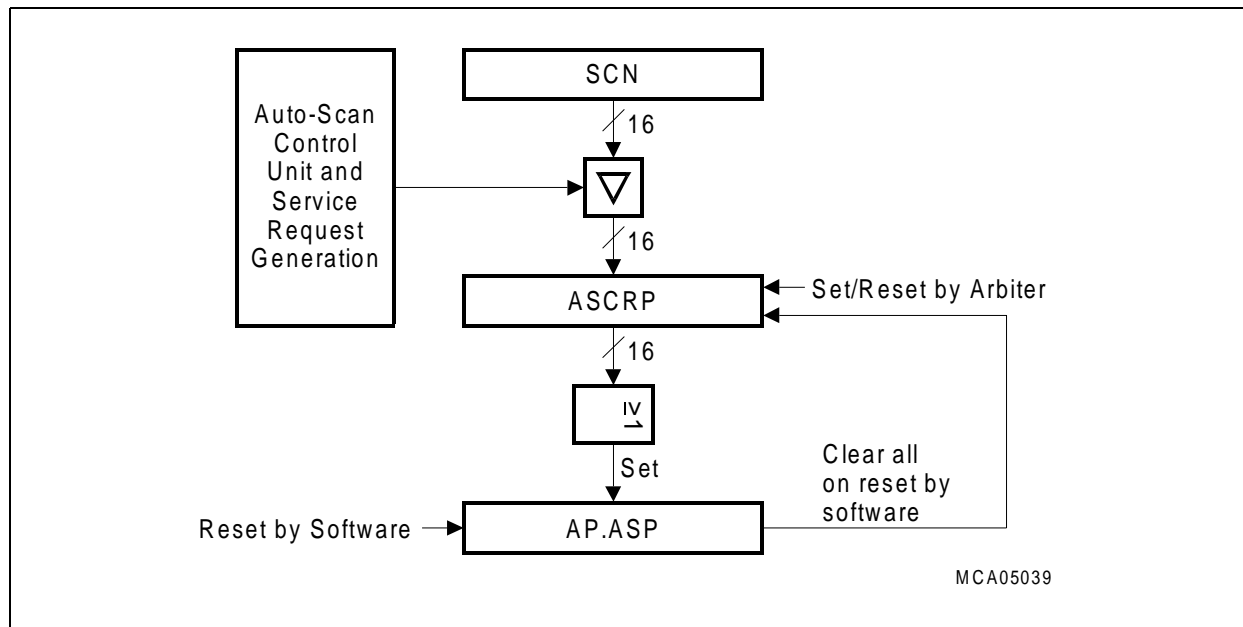 SCN
Auto-Scan
Control
Unit and
Service
Request
Generation
16
16
ASCRP
Set/Reset by Arbiter
16
≥1
Set
Clear all
on reset by
software
Reset by Software
AP.ASP
MCA05039